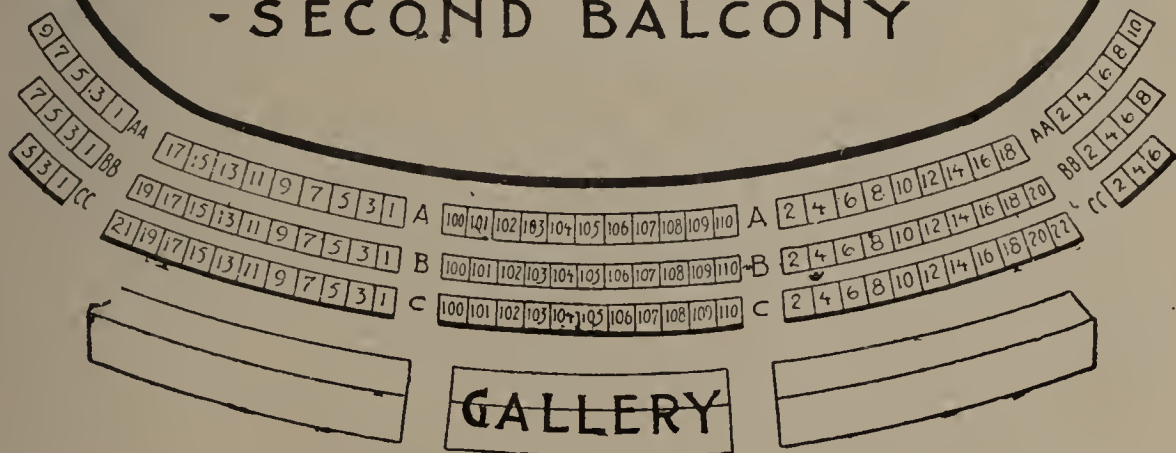 -SECOND BALCONY
9 7 5 3 1 AA 17 15 13 11 9 7 5 3 1 A 100 101 102 103 104 105 106 107 108 109 110 A 2 4 6 8 10 12 14 16 18 AA 2 4 6 8 10
7 5 3 1 BB 19 17 15 13 11 9 7 5 3 1 B 100 101 102 103 104 105 106 107 108 109 110 B 2 4 6 8 10 12 14 16 18 20 BB 2 4 6 8
5 3 1 CC 21 19 17 15 13 11 9 7 5 3 1 C 100 101 102 103 104 105 106 107 108 109 110 C 2 4 6 8 10 12 14 16 18 20 22 CC 2 4 6
GALLERY